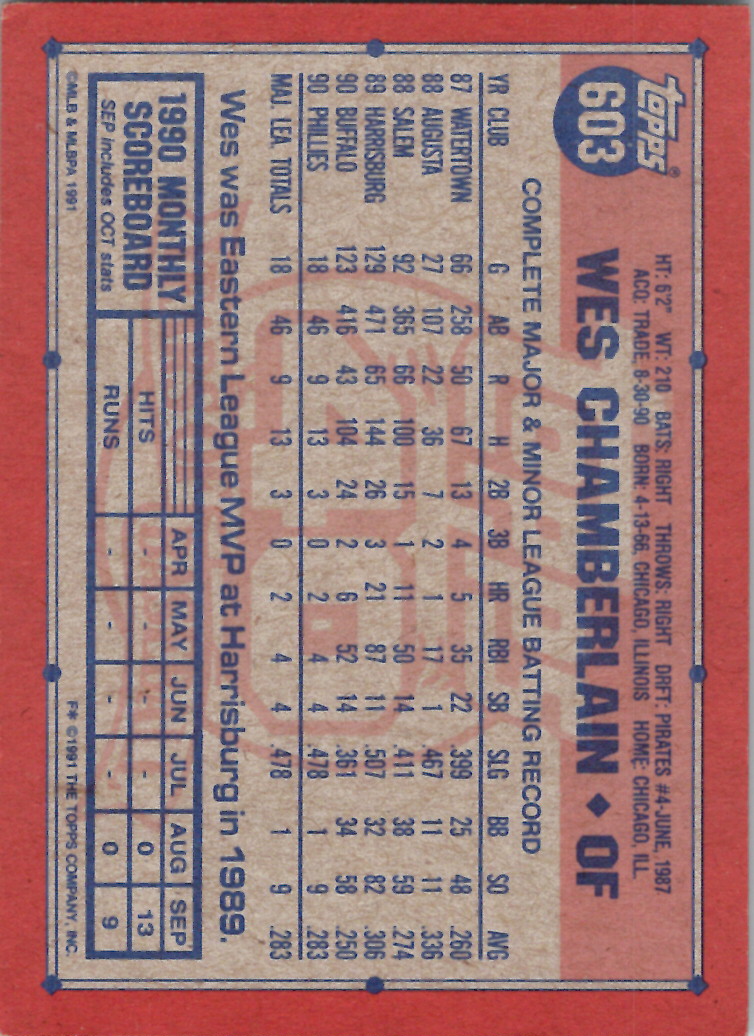 TOPPS®
603
HT: 6'2" WT: 210 BATS: RIGHT THROWS: RIGHT DRFT: PIRATES #4-JUNE, 1987
ACQ: TRADE, 8-30-90 BORN: 4-13-66, CHICAGO, ILLINOIS HOME: CHICAGO, ILL.
WES CHAMBERLAIN ♦ OF
COMPLETE MAJOR & MINOR LEAGUE BATTING RECORD
YR CLUB G AB R H 2B 3B HR RBI SB SLG BB SO AVG
87 WATERTOWN 66 258 50 67 13 4 5 35 22 .399 25 48 .260
88 AUGUSTA 27 107 22 36 7 2 1 17 1 .467 11 11 .336
88 SALEM 92 365 66 100 15 1 11 50 14 .411 38 59 .274
89 HARRISBURG 129 471 65 144 26 3 21 87 11 .507 32 82 .306
90 BUFFALO 123 416 43 104 24 2 6 52 14 .361 34 58 .250
90 PHILLIES 18 46 9 13 3 0 2 4 4 .478 1 9 .283
MAJ. LEA. TOTALS 18 46 9 13 3 0 2 4 4 .478 1 9 .283
Wes was Eastern League MVP at Harrisburg in 1989.
1990 MONTHLY
SCOREBOARD
SEP includes OCT stats
APR MAY JUN JUL AUG SEP
HITS - - - - 0 13
RUNS - - - - 0 9
©MLB & MLBPA 1991
F* ©1991 THE TOPPS COMPANY, INC.